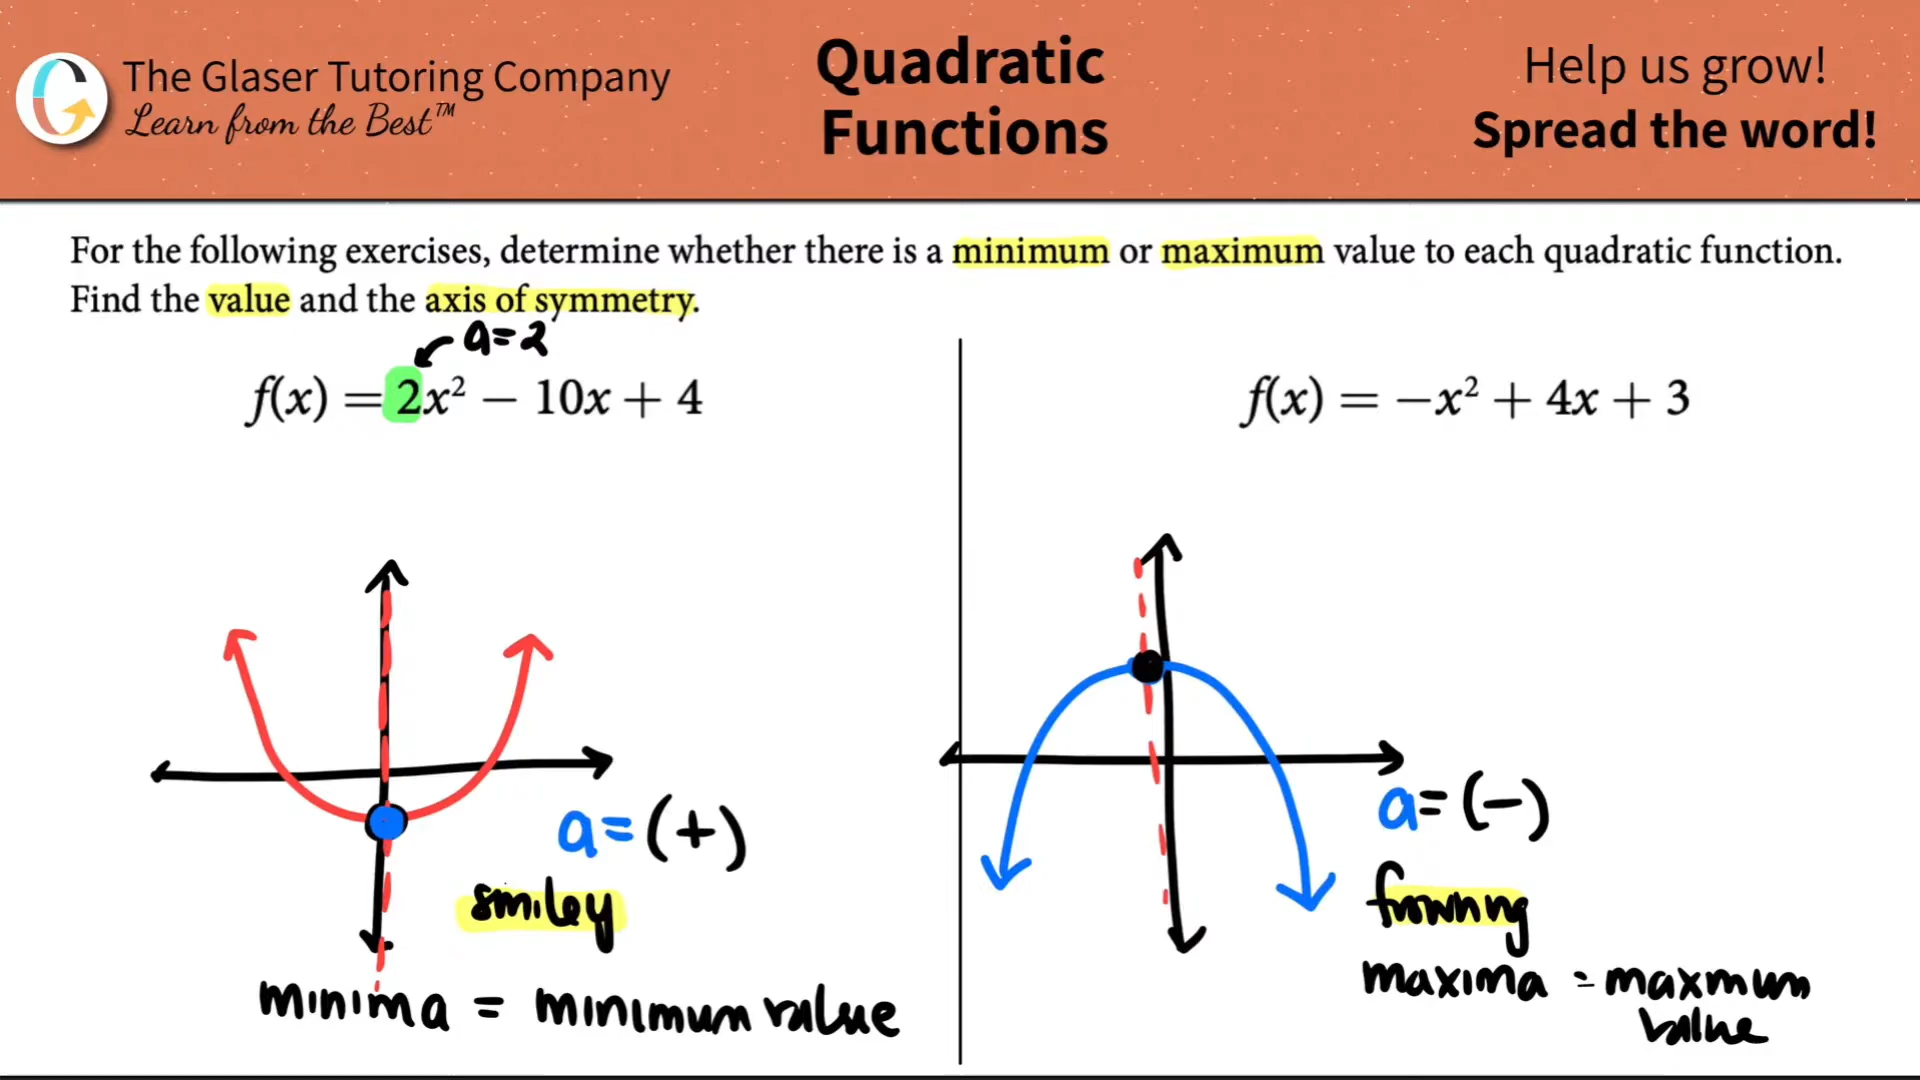 The Glaser Tutoring Company
Learn from the Best™
Quadratic
Functions
Help us grow!
Spread the word!
For the following exercises, determine whether there is a minimum or maximum value to each quadratic function.
Find the value and the axis of symmetry.
a=2
f(x) = 2x² − 10x + 4
f(x) = −x² + 4x + 3
a=(+)
smiley
minima = minimum value
a=(−)
frowning
maxima = maxmum
value